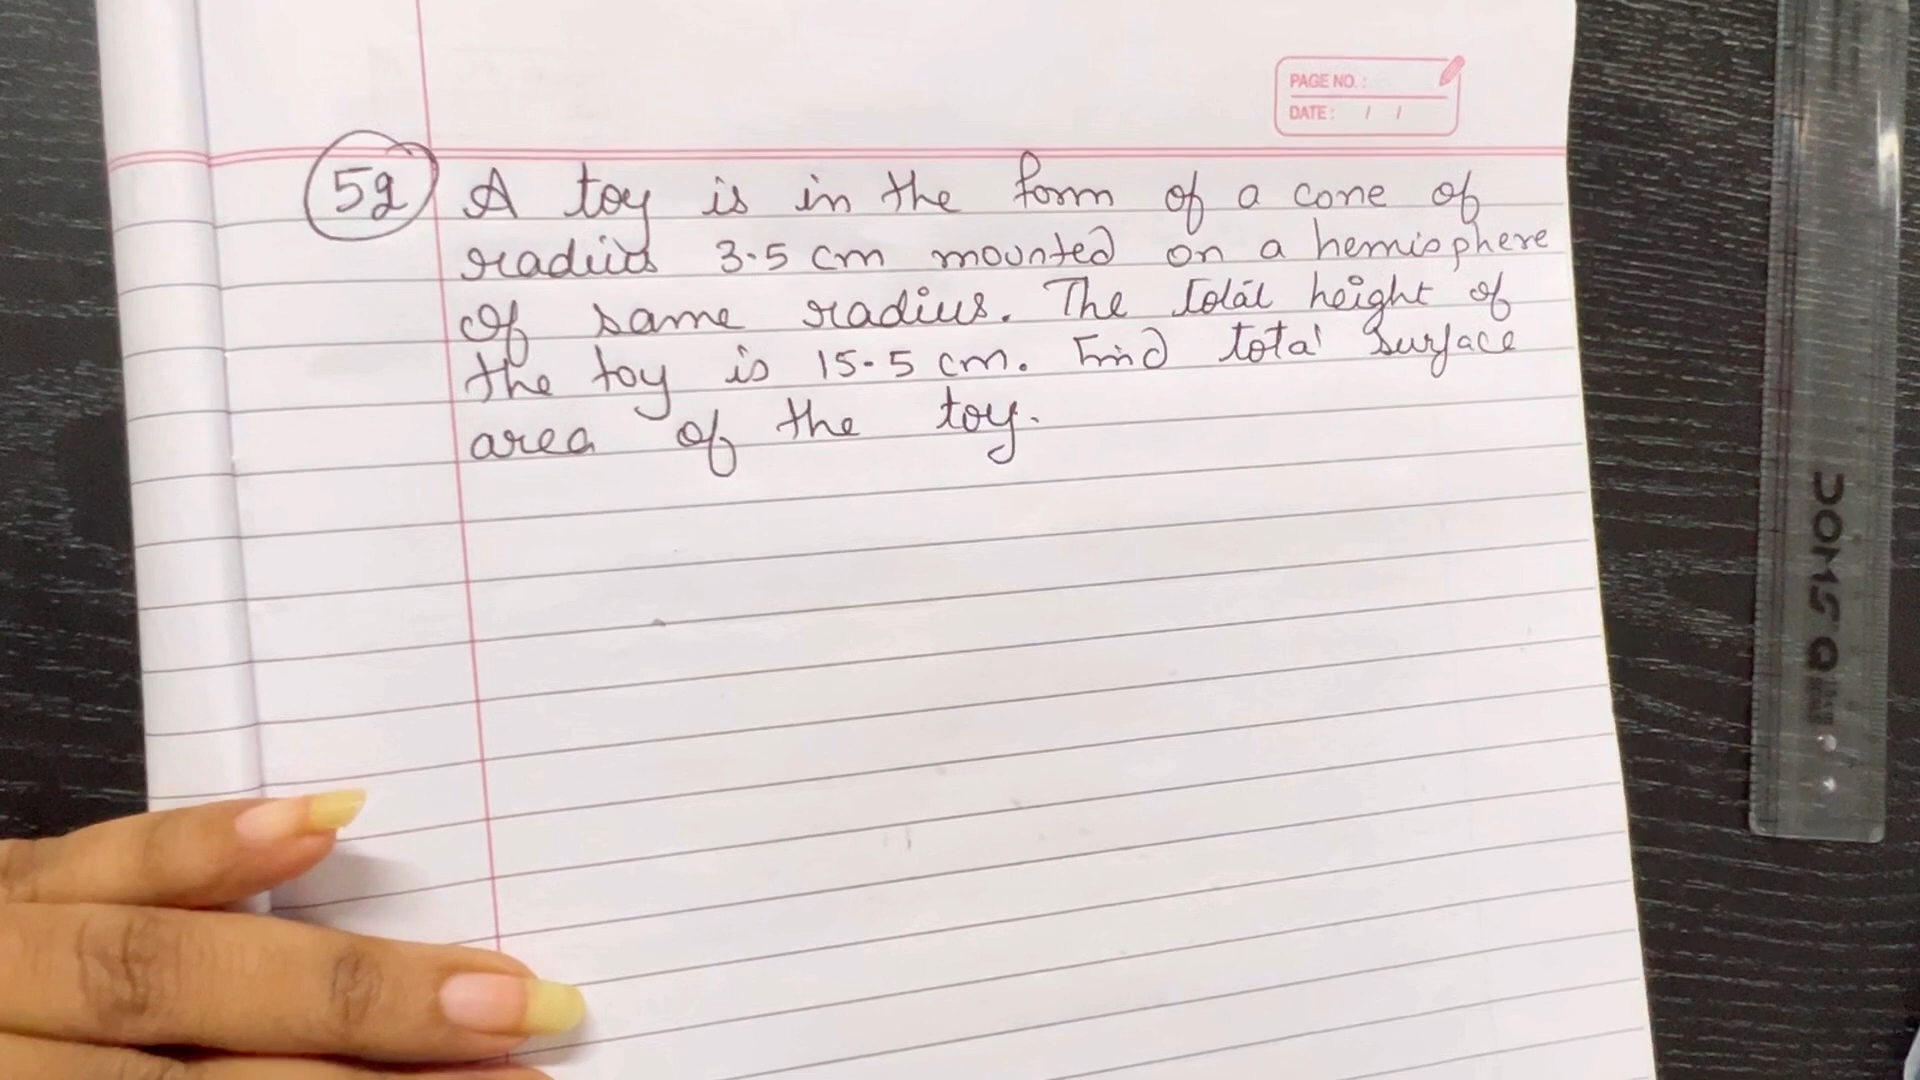 PAGE NO. :
DATE : / /
59 A toy is in the form of a cone of
radius 3.5 cm mounted on a hemisphere
of same radius. The total height of
the toy is 15.5 cm. Find total surface
area of the toy.
DOMS